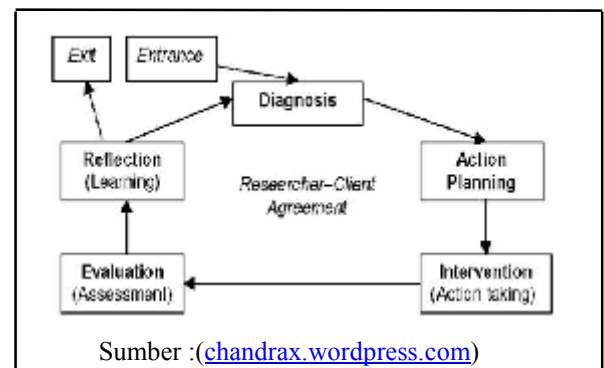 Exit
Entrance
Diagnosis
Reflection
(Learning)
Researcher-Client
Agreement
Action
Planning
Evaluation
(Assessment)
Intervention
(Action taking)
Sumber :(chandrax.wordpress.com)